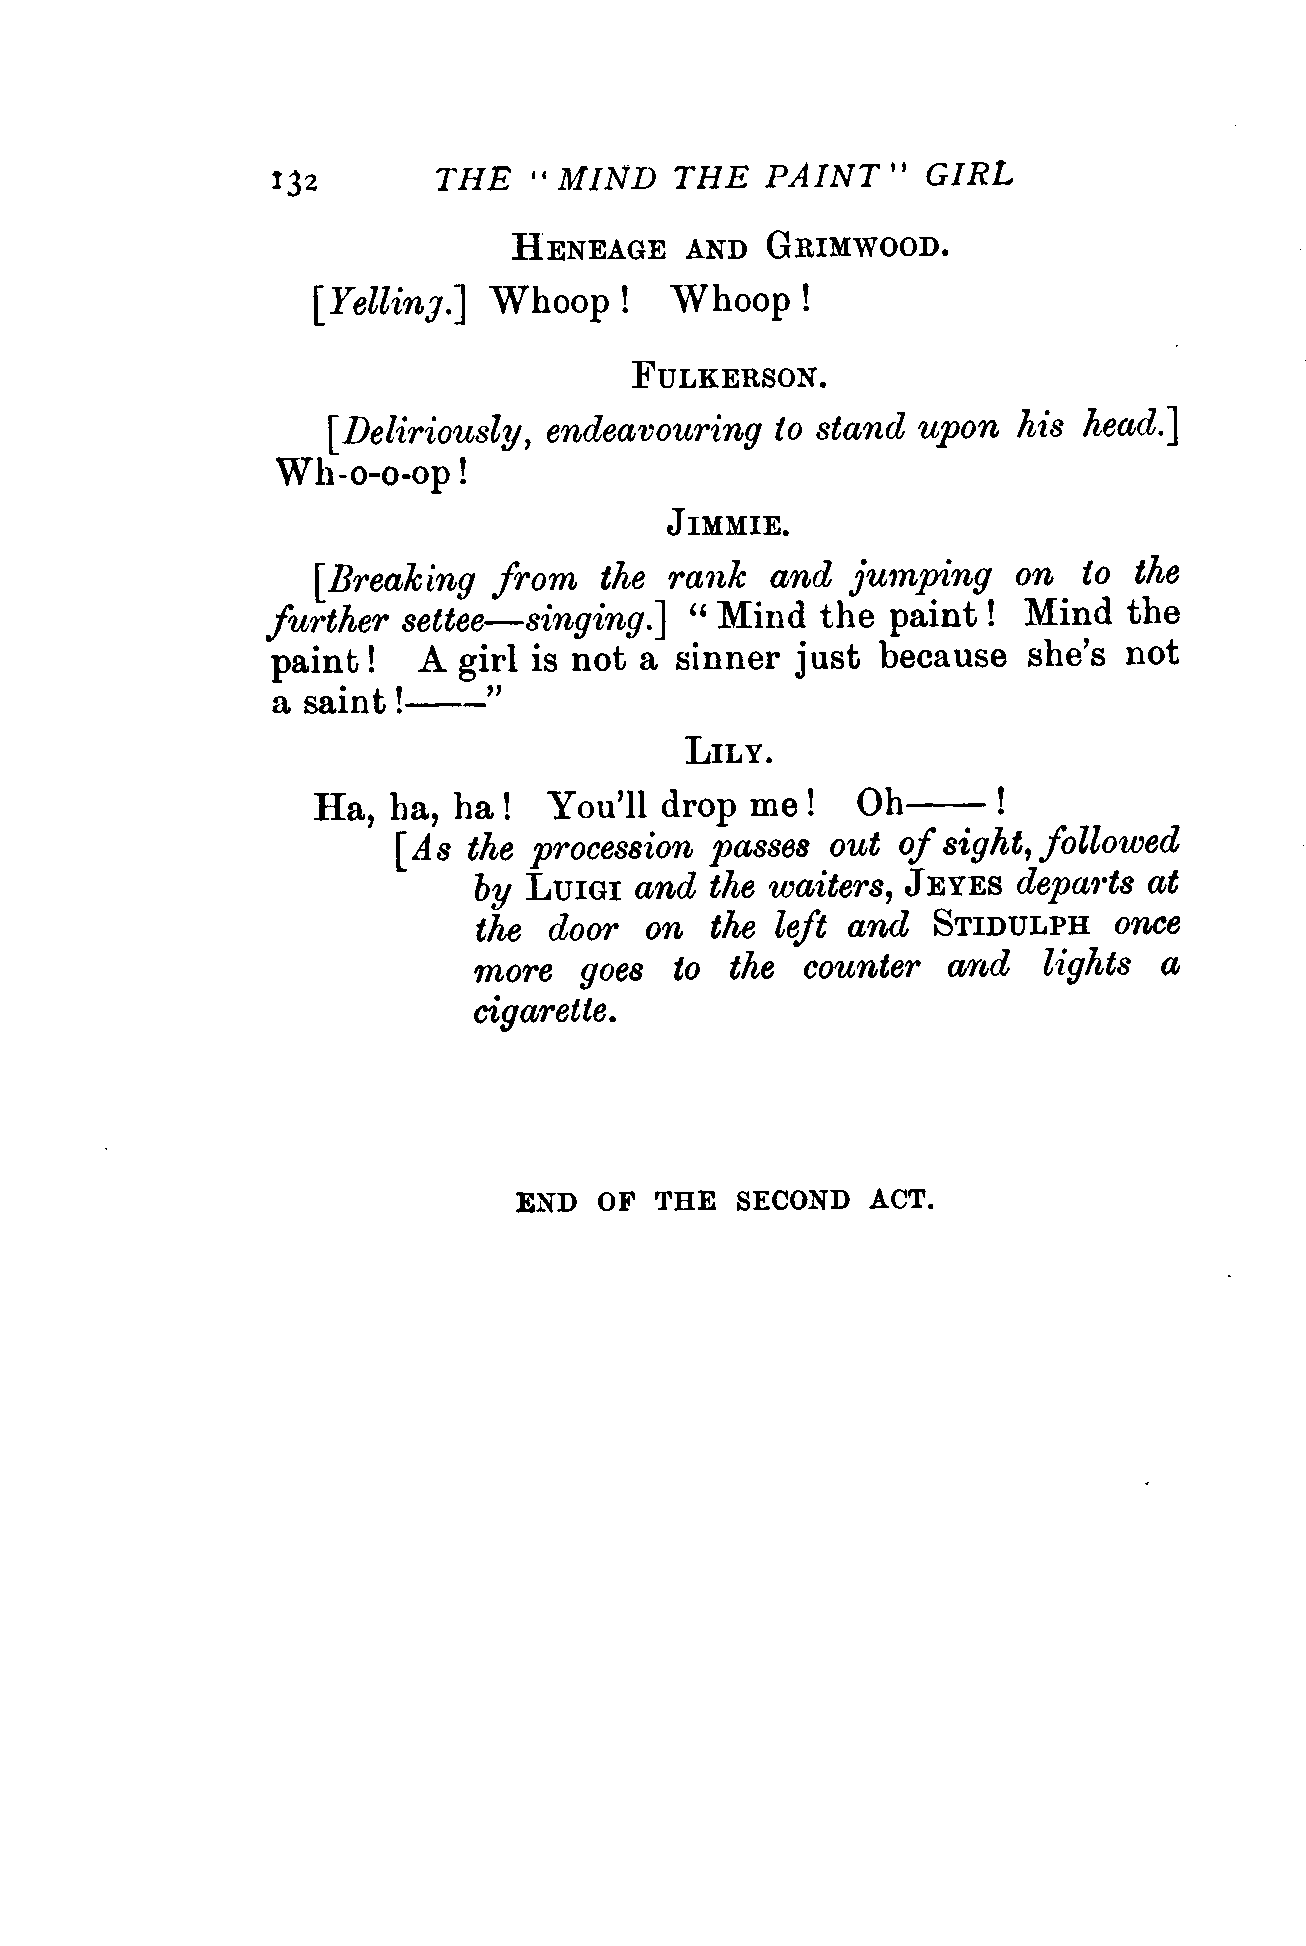 132 THE "MIND THE PAINT" GIRL
HENEAGE AND GRIMWOOD.
[Yelling.] Whoop! Whoop!
FULKERSON.
[Deliriously, endeavouring to stand upon his head.]
Wh-o-o-op!
JIMMIE.
[Breaking from the rank and jumping on to the
further settee—singing.] "Mind the paint! Mind the
paint! A girl is not a sinner just because she's not
a saint!——"
LILY.
Ha, ha, ha! You'll drop me! Oh——!
[As the procession passes out of sight, followed
by LUIGI and the waiters, JEYES departs at
the door on the left and STIDULPH once
more goes to the counter and lights a
cigarette.
END OF THE SECOND ACT.